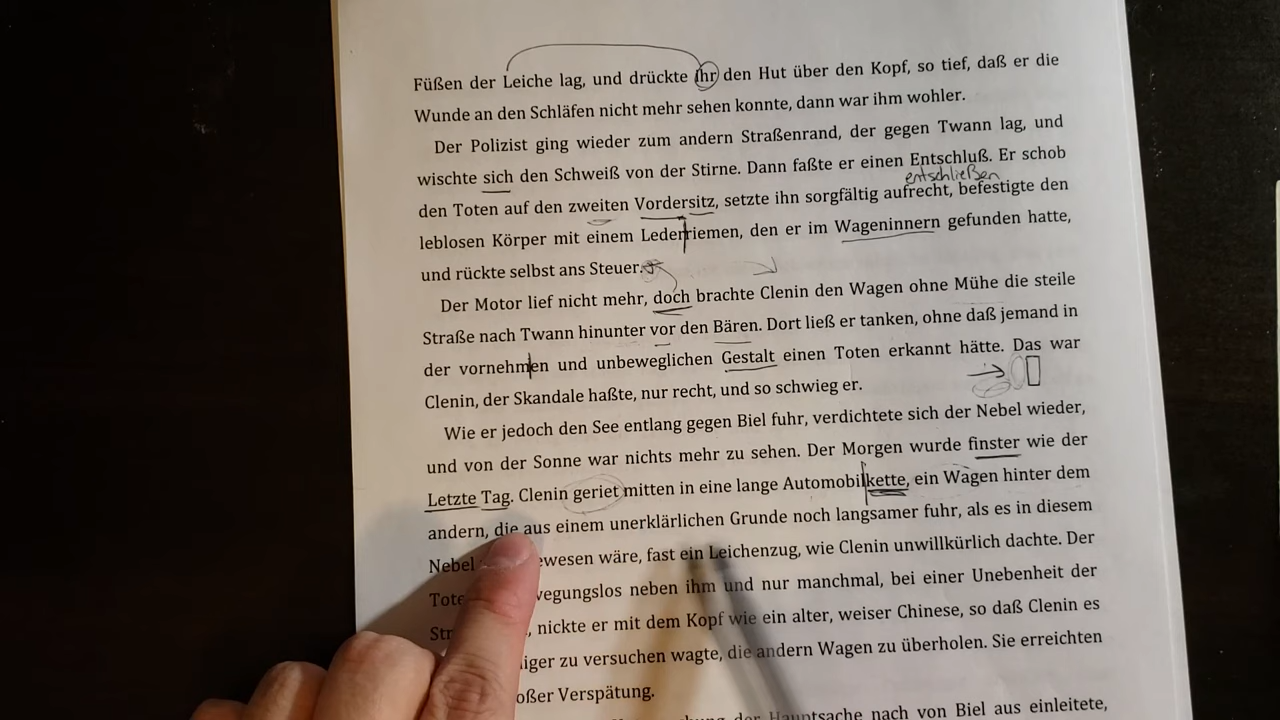 Füßen der Leiche lag, und drückte ihr den Hut über den Kopf, so tief, daß er die
Wunde an den Schläfen nicht mehr sehen konnte, dann war ihm wohler.
Der Polizist ging wieder zum andern Straßenrand, der gegen Twann lag, und
wischte sich den Schweiß von der Stirne. Dann faßte er einen Entschluß. Er schob
entschließen
den Toten auf den zweiten Vordersitz, setzte ihn sorgfältig aufrecht, befestigte den
leblosen Körper mit einem Lederriemen, den er im Wageninnern gefunden hatte,
und rückte selbst ans Steuer.
Der Motor lief nicht mehr, doch brachte Clenin den Wagen ohne Mühe die steile
Straße nach Twann hinunter vor den Bären. Dort ließ er tanken, ohne daß jemand in
der vornehmen und unbeweglichen Gestalt einen Toten erkannt hätte. Das war
Clenin, der Skandale haßte, nur recht, und so schwieg er.
Wie er jedoch den See entlang gegen Biel fuhr, verdichtete sich der Nebel wieder,
und von der Sonne war nichts mehr zu sehen. Der Morgen wurde finster wie der
Letzte Tag. Clenin geriet mitten in eine lange Automobilkette, ein Wagen hinter dem
andern, die aus einem unerklärlichen Grunde noch langsamer fuhr, als es in diesem
Nebel ewesen wäre, fast ein Leichenzug, wie Clenin unwillkürlich dachte. Der
Tote vegungslos neben ihm und nur manchmal, bei einer Unebenheit der
Str , nickte er mit dem Kopf wie ein alter, weiser Chinese, so daß Clenin es
iger zu versuchen wagte, die andern Wagen zu überholen. Sie erreichten
oßer Verspätung.
der Hauptsache nach von Biel aus einleitete,